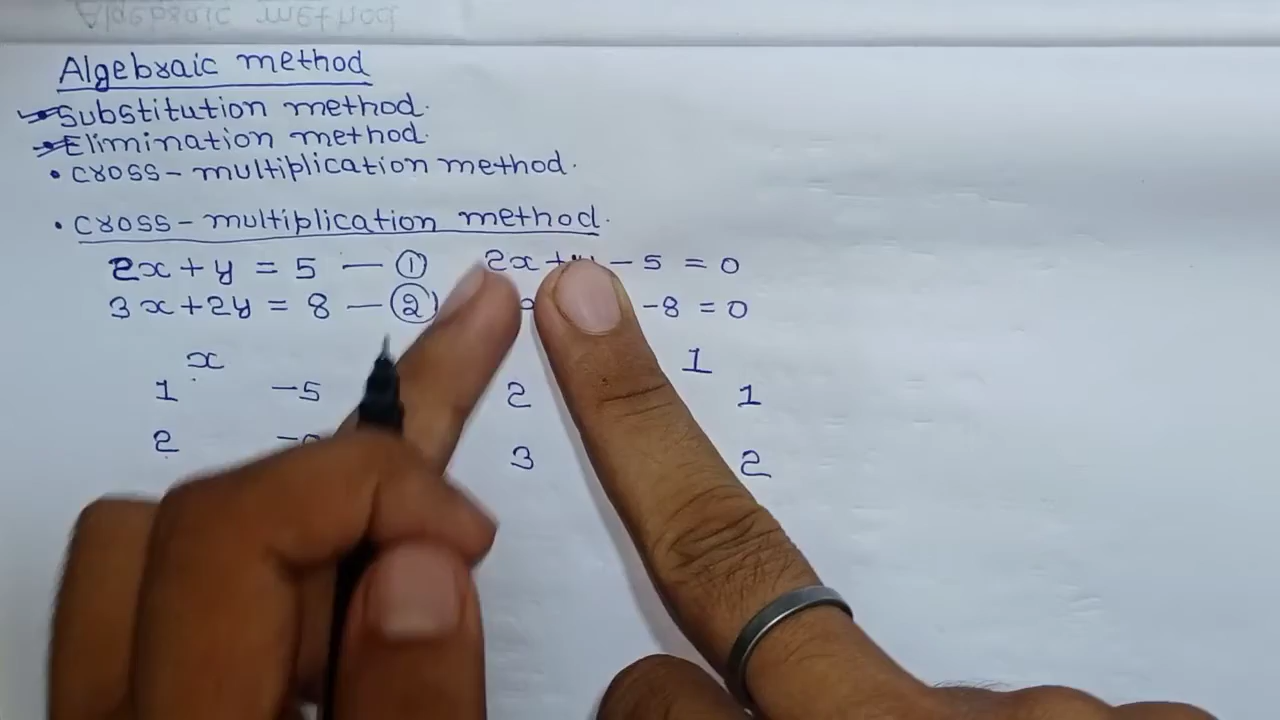 Algebraic method
Substitution method.
Elimination method.
• cross-multiplication method.
• cross-multiplication method.
2x + y = 5 — ① 2x + y - 5 = 0
3x + 2y = 8 — ② -8 = 0
x 1
1 -5 2 1
2 3 2